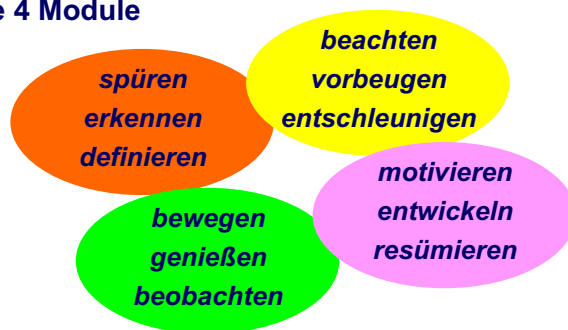 e 4 Module
spüren
erkennen
definieren
beachten
vorbeugen
entschleunigen
bewegen
genießen
beobachten
motivieren
entwickeln
resümieren